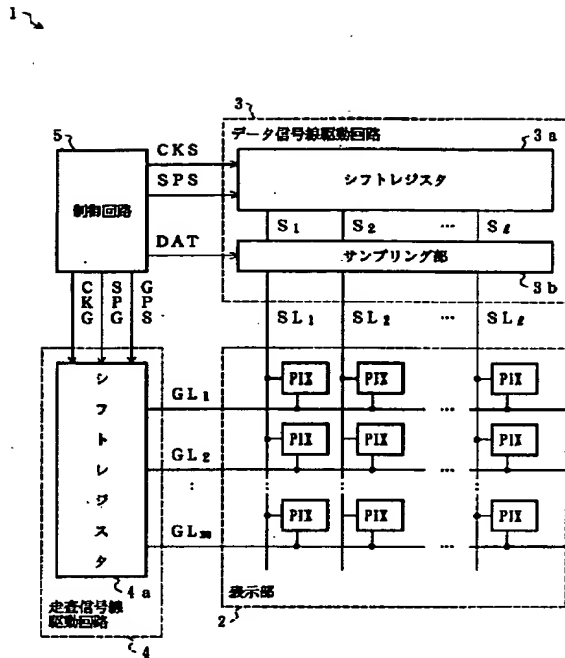 1
3
データ信号線駆動回路
3a
シフトレジスタ
5
制御回路
CKS
SPS
DAT
S1 S2 … Sℓ
サンプリング部
3b
CKG
SPG
GPS
SL1 SL2 … SLℓ
シフトレジスタ
4a
走査信号線
駆動回路
4
GL1
GL2
:
GLm
PIX PIX … PIX
PIX PIX … PIX
PIX PIX … PIX
表示部
2